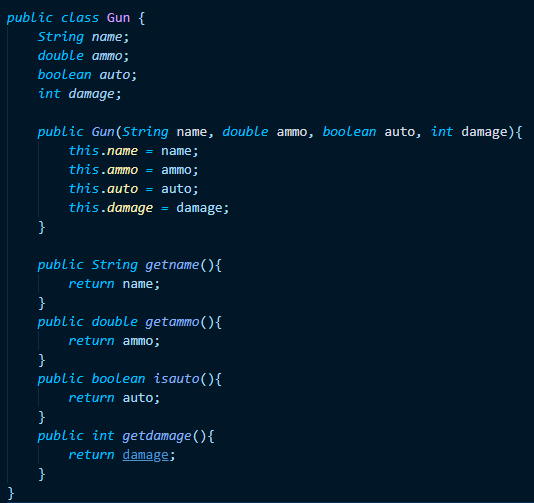 public class Gun {
    String name;
    double ammo;
    boolean auto;
    int damage;

    public Gun(String name, double ammo, boolean auto, int damage){
        this.name = name;
        this.ammo = ammo;
        this.auto = auto;
        this.damage = damage;
    }

    public String getname(){
        return name;
    }
    public double getammo(){
        return ammo;
    }
    public boolean isauto(){
        return auto;
    }
    public int getdamage(){
        return damage;
    }
}